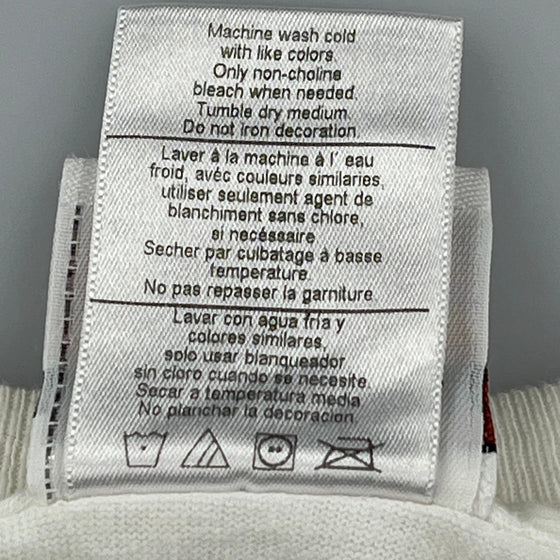 Machine wash cold
with like colors.
Only non-choline
bleach when needed.
Tumble dry medium.
Do not iron decoration
Laver à la machine à l' eau
froid, avéc couleurs similaries,
utiliser seulement agent de
blanchiment sans chlore,
si necéssaire
Secher par culbatage à basse
temperature.
No pas repasser la garniture
Lavar con agua fria y
colores similares,
solo usar blanqueador
sin cloro cuando se necesite.
Secar a temperatura media
No planchar la decoracion.